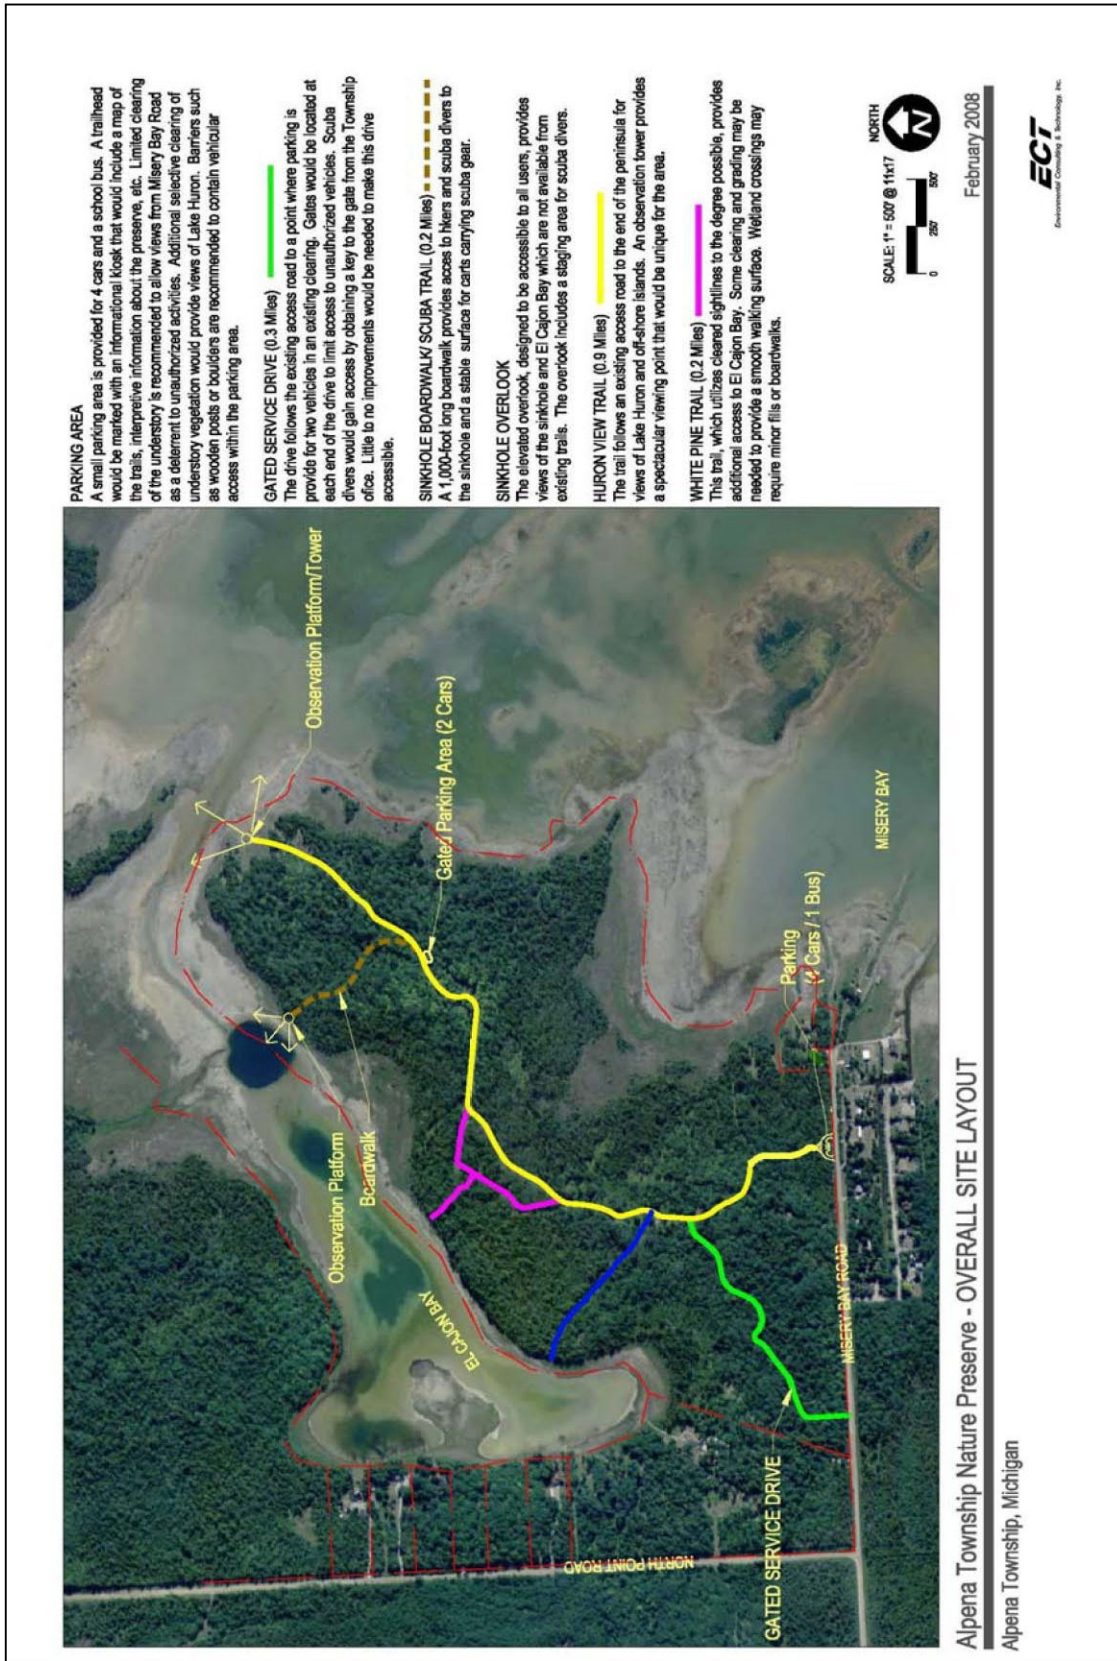 PARKING AREA
A small parking area is provided for 4 cars and a school bus. A trailhead
would be marked with an informational kiosk that would include a map of
the trails, interpretive information about the preserve, etc. Limited clearing
of the understory is recommended to allow views from Misery Bay Road
as a deterrent to unauthorized activities. Additional selective clearing of
understory vegetation would provide views of Lake Huron. Barriers such
as wooden posts or boulders are recommended to contain vehicular
access within the parking area.
GATED SERVICE DRIVE (0.3 Miles)
The drive follows the existing access road to a point where parking is
provide for two vehicles in an existing clearing. Gates would be located at
each end of the drive to limit access to unauthorized vehicles. Scuba
divers would gain access by obtaining a key to the gate from the Township
office. Little to no improvements would be needed to make this drive
accessible.
SINKHOLE BOARDWALK/ SCUBA TRAIL (0.2 Miles)
A 1,000-foot long boardwalk provides access to hikers and scuba divers to
the sinkhole and a stable surface for carts carrying scuba gear.
SINKHOLE OVERLOOK
The elevated overlook, designed to be accessible to all users, provides
views of the sinkhole and El Cajon Bay which are not available from
existing trails. The overlook includes a staging area for scuba divers.
HURON VIEW TRAIL (0.9 Miles)
The trail follows an existing access road to the end of the peninsula for
views of Lake Huron and off-shore islands. An observation tower provides
a spectacular viewing point that would be unique for the area.
WHITE PINE TRAIL (0.2 Miles)
This trail, which utilizes cleared sightlines to the degree possible, provides
additional access to El Cajon Bay. Some clearing and grading may be
needed to provide a smooth walking surface. Wetland crossings may
require minor fills or boardwalks.
NORTH
N
SCALE: 1" = 500' @ 11x17
0 250' 500'
Observation Platform/Tower
Gated Parking Area (2 Cars)
Observation Platform
Boardwalk
EL CAJON BAY
MISERY BAY
Parking
(4 Cars / 1 Bus)
MISERY BAY ROAD
GATED SERVICE DRIVE
NORTH POINT ROAD
Alpena Township Nature Preserve - OVERALL SITE LAYOUT
February 2008
Alpena Township, Michigan
ECT
Environmental Consulting & Technology, Inc.